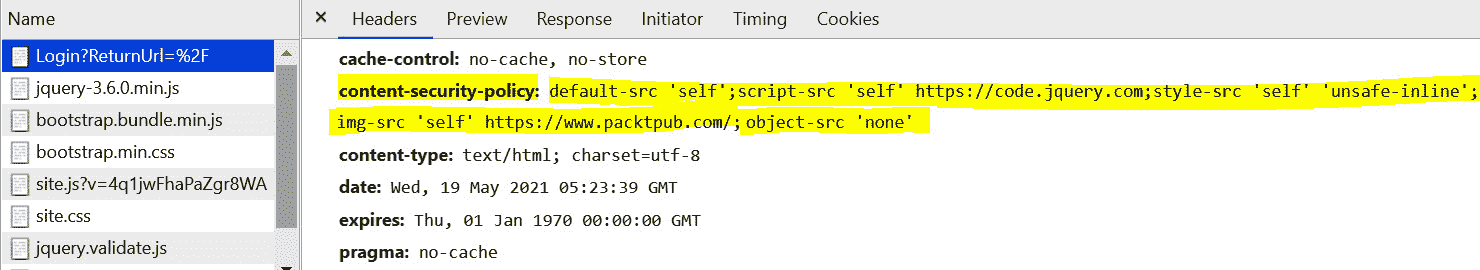 Name
Login?ReturnUrl=%2F
jquery-3.6.0.min.js
bootstrap.bundle.min.js
bootstrap.min.css
site.js?v=4q1jwFhaPaZgr8WA
site.css
jquery.validate.js
× Headers Preview Response Initiator Timing Cookies
cache-control: no-cache, no-store
content-security-policy: default-src 'self';script-src 'self' https://code.jquery.com;style-src 'self' 'unsafe-inline';
img-src 'self' https://www.packtpub.com/;object-src 'none'
content-type: text/html; charset=utf-8
date: Wed, 19 May 2021 05:23:39 GMT
expires: Thu, 01 Jan 1970 00:00:00 GMT
pragma: no-cache